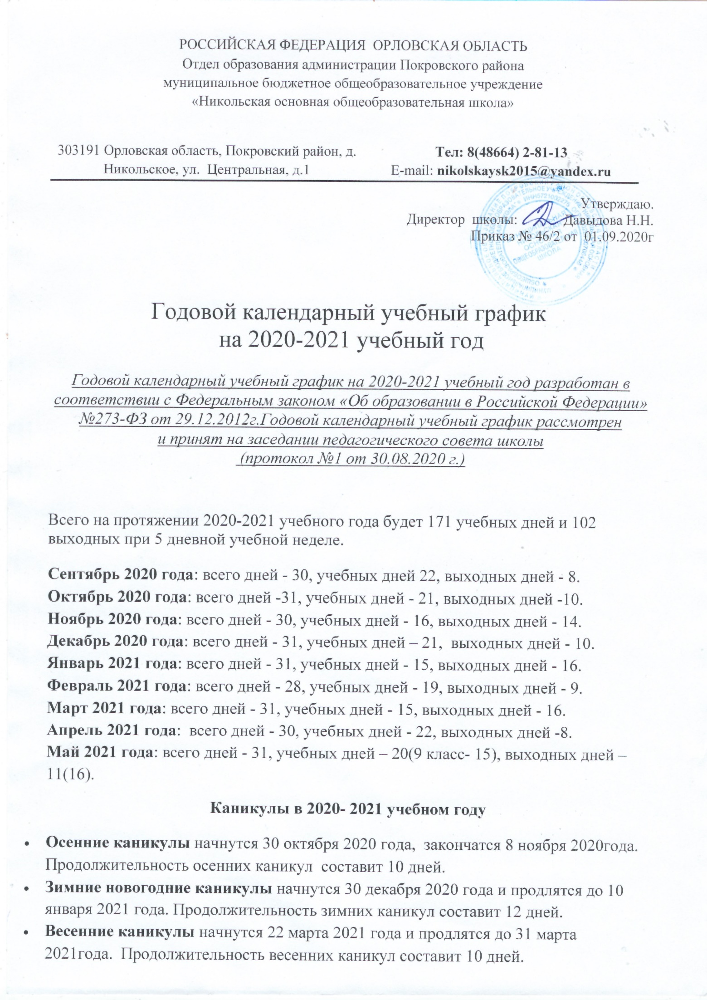 РОССИЙСКАЯ ФЕДЕРАЦИЯ  ОРЛОВСКАЯ ОБЛАСТЬ
Отдел образования администрации Покровского района
муниципальное бюджетное общеобразовательное учреждение
«Никольская основная общеобразовательная школа»
303191 Орловская область, Покровский район, д.
Никольское, ул.  Центральная, д.1
Тел: 8(48664) 2-81-13
E-mail: nikolskaysk2015@yandex.ru
Утверждаю.
Директор  школы: Давыдова Н.Н.
Приказ № 46/2 от  01.09.2020г
ОСНОВНАЯ
ОБЩЕОБРАЗОВАТЕЛЬНАЯ
ШКОЛА
Годовой календарный учебный график
на 2020-2021 учебный год
Годовой календарный учебный график на 2020-2021 учебный год разработан в
соответствии с Федеральным законом «Об образовании в Российской Федерации»
№273-ФЗ от 29.12.2012г.Годовой календарный учебный график рассмотрен
и принят на заседании педагогического совета школы
(протокол №1 от 30.08.2020 г.)
Всего на протяжении 2020-2021 учебного года будет 171 учебных дней и 102
выходных при 5 дневной учебной неделе.
Сентябрь 2020 года: всего дней - 30, учебных дней 22, выходных дней - 8.
Октябрь 2020 года: всего дней -31, учебных дней - 21, выходных дней -10.
Ноябрь 2020 года: всего дней - 30, учебных дней - 16, выходных дней - 14.
Декабрь 2020 года: всего дней - 31, учебных дней – 21,  выходных дней - 10.
Январь 2021 года: всего дней - 31, учебных дней - 15, выходных дней - 16.
Февраль 2021 года: всего дней - 28, учебных дней - 19, выходных дней - 9.
Март 2021 года: всего дней - 31, учебных дней - 15, выходных дней - 16.
Апрель 2021 года:  всего дней - 30, учебных дней - 22, выходных дней -8.
Май 2021 года: всего дней - 31, учебных дней – 20(9 класс- 15), выходных дней –
11(16).
Каникулы в 2020- 2021 учебном году
• Осенние каникулы начнутся 30 октября 2020 года,  закончатся 8 ноября 2020года.
Продолжительность осенних каникул  составит 10 дней.
• Зимние новогодние каникулы начнутся 30 декабря 2020 года и продлятся до 10
января 2021 года. Продолжительность зимних каникул составит 12 дней.
• Весенние каникулы начнутся 22 марта 2021 года и продлятся до 31 марта
2021года.  Продолжительность весенних каникул составит 10 дней.